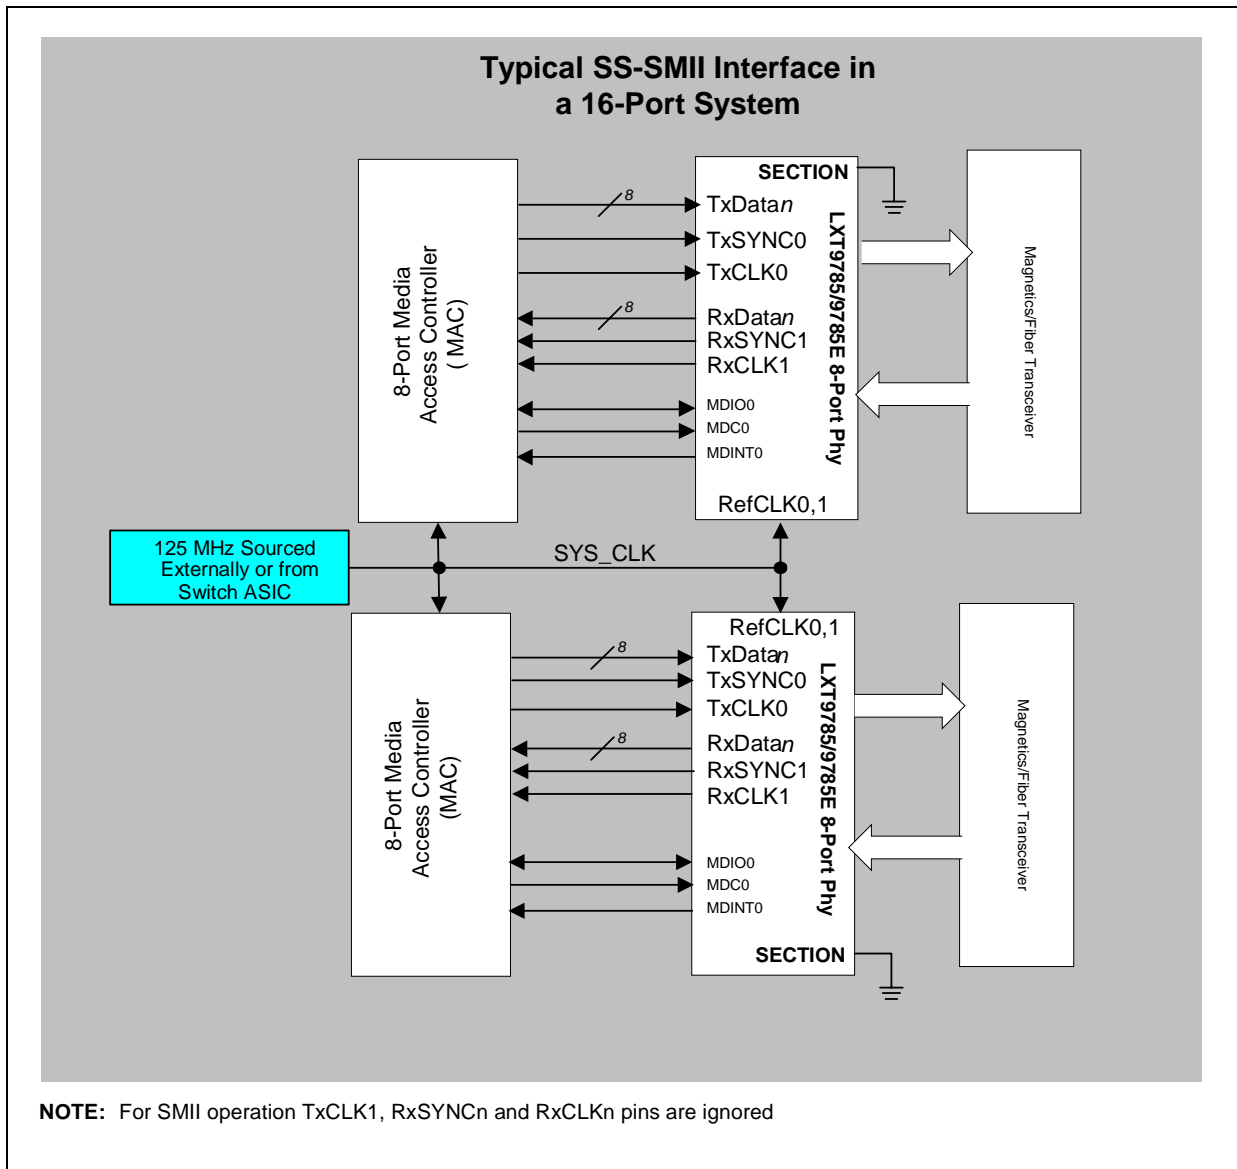 Typical SS-SMII Interface in
a 16-Port System
8-Port Media
Access Controller
( MAC)
8
8
SECTION
TxDatan
TxSYNC0
TxCLK0
RxDatan
RxSYNC1
RxCLK1
MDIO0
MDC0
MDINT0
RefCLK0,1
LXT9785/9785E 8-Port Phy
Magnetics/Fiber Transceiver
125 MHz Sourced
Externally or from
Switch ASIC
SYS_CLK
8-Port Media
Access Controller
(MAC)
8
8
RefCLK0,1
TxDatan
TxSYNC0
TxCLK0
RxDatan
RxSYNC1
RxCLK1
MDIO0
MDC0
MDINT0
SECTION
LXT9785/9785E 8-Port Phy
Magnetics/Fiber Transceiver
NOTE: For SMII operation TxCLK1, RxSYNCn and RxCLKn pins are ignored